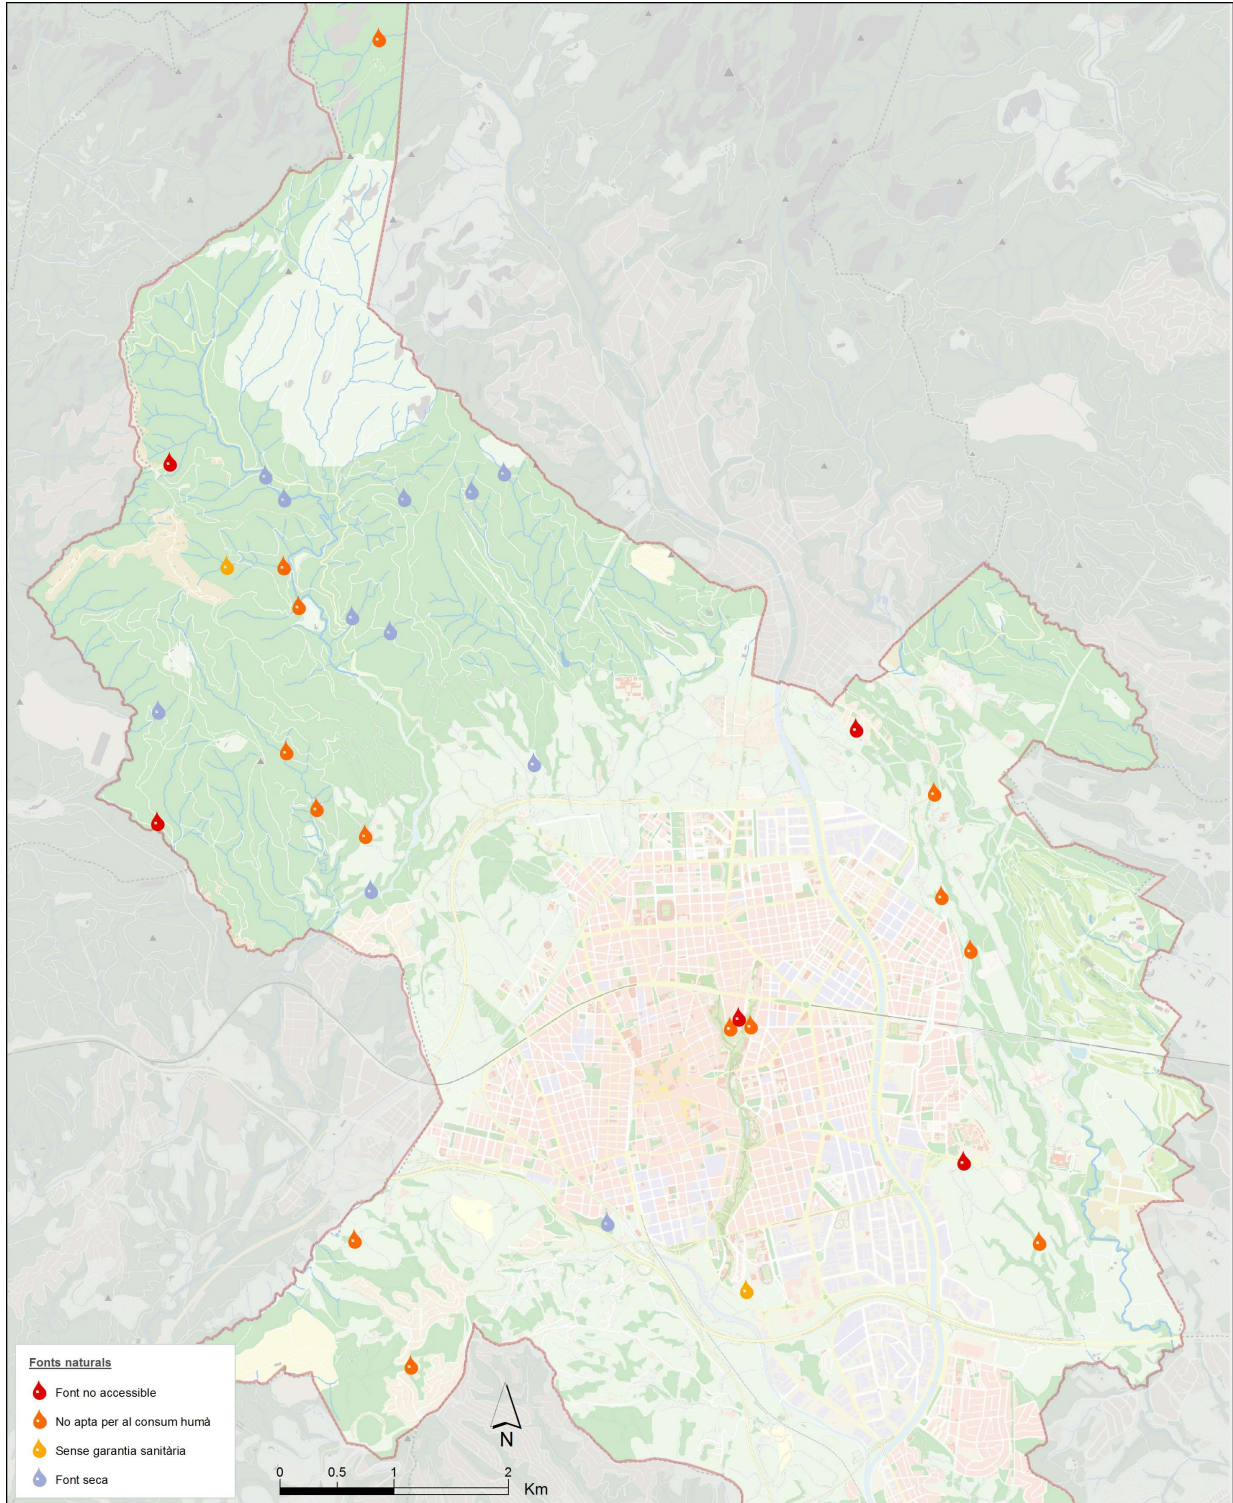 Fonts naturals
Font no accessible
No apta per al consum humà
Sense garantia sanitària
Font seca
N
0 0.5 1 2
Km